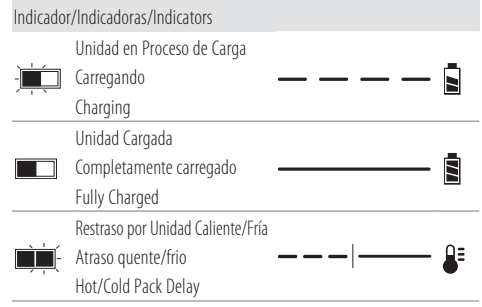 Indicador/Indicadoras/Indicators
Unidad en Proceso de Carga
Carregando
Charging
Unidad Cargada
Completamente carregado
Fully Charged
Restraso por Unidad Caliente/Fría
Atraso quente/frio
Hot/Cold Pack Delay